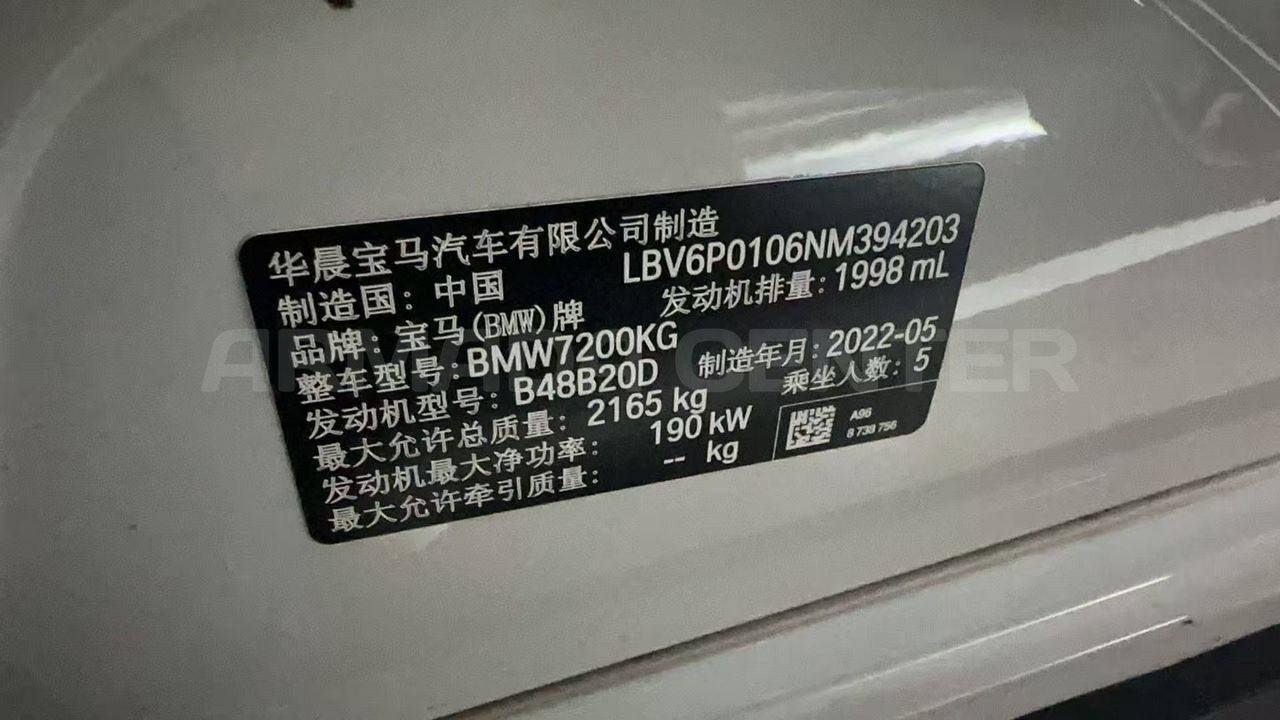 华晨宝马汽车有限公司制造
制造国：中国 LBV6P0106NM394203
品牌：宝马(BMW)牌 发动机排量：1998 mL
整车型号：BMW7200KG 制造年月：2022-05
发动机型号：B48B20D 乘坐人数：5
最大允许总质量：2165 kg
发动机最大净功率：190 kW
最大允许牵引质量：-- kg
A96
8 738 756
CENTER